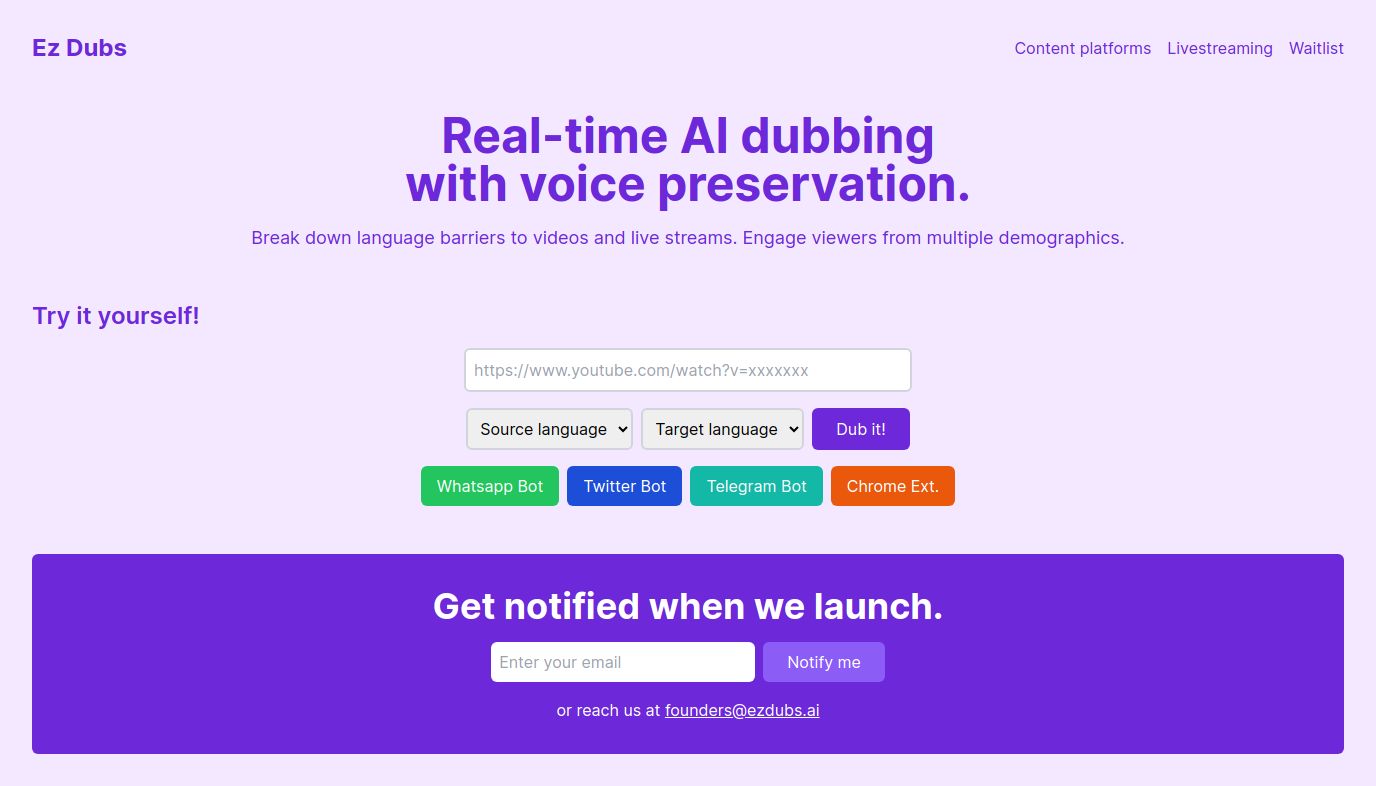 Ez Dubs
Content platforms Livestreaming Waitlist
Real-time AI dubbing
with voice preservation.
Break down language barriers to videos and live streams. Engage viewers from multiple demographics.
Try it yourself!
https://www.youtube.com/watch?v=xxxxxxx
Source language Target language Dub it!
Whatsapp Bot Twitter Bot Telegram Bot Chrome Ext.
Get notified when we launch.
Enter your email Notify me
or reach us at founders@ezdubs.ai